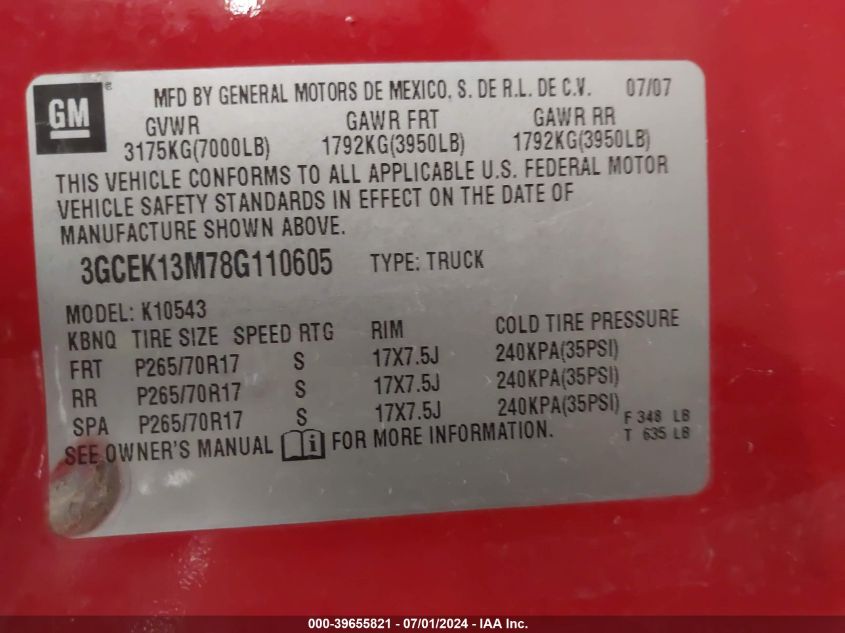 GM
®
MFD BY GENERAL MOTORS DE MEXICO, S. DE R.L. DE C.V. 07/07
GVWR GAWR FRT GAWR RR
3175KG(7000LB) 1792KG(3950LB) 1792KG(3950LB)
THIS VEHICLE CONFORMS TO ALL APPLICABLE U.S. FEDERAL MOTOR
VEHICLE SAFETY STANDARDS IN EFFECT ON THE DATE OF
MANUFACTURE SHOWN ABOVE.
3GCEK13M78G110605 TYPE: TRUCK
MODEL: K10543
KBNQ TIRE SIZE SPEED RTG RIM COLD TIRE PRESSURE
FRT P265/70R17 S 17X7.5J 240KPA(35PSI)
RR P265/70R17 S 17X7.5J 240KPA(35PSI)
SPA P265/70R17 S 17X7.5J 240KPA(35PSI)
SEE OWNER'S MANUAL i FOR MORE INFORMATION.
F 348 LB
T 635 LB
000-39655821 - 07/01/2024 - IAA Inc.